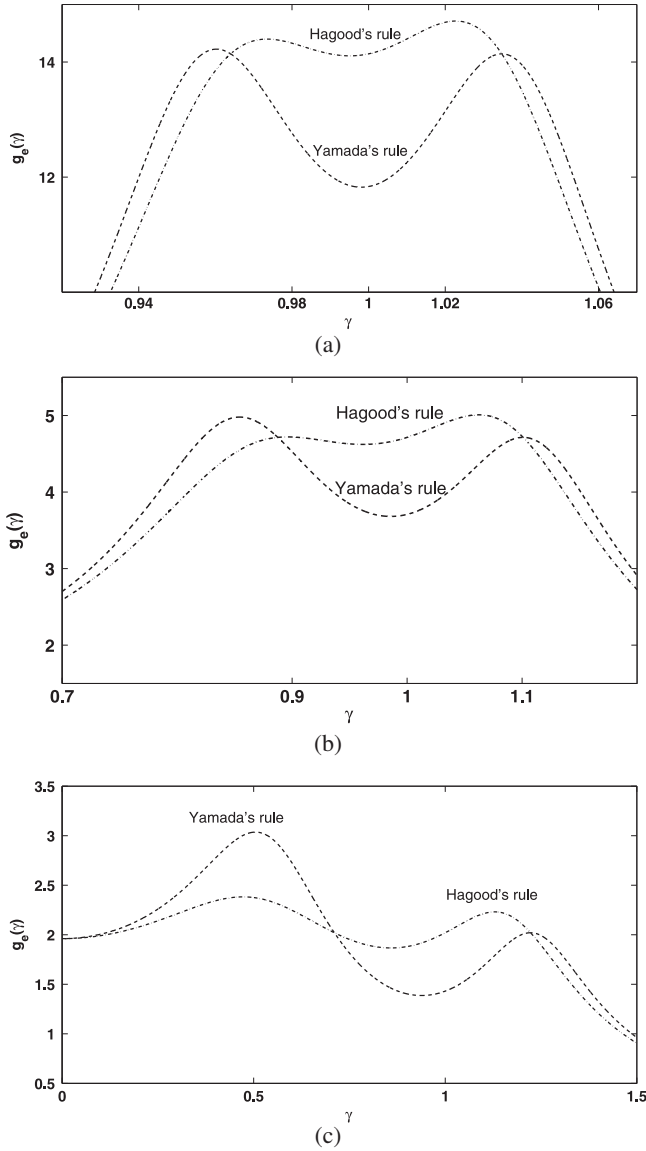 14
12
g_e(γ)
Hagood's rule
Yamada's rule
0.94
0.98
1
1.02
1.06
γ
(a)
5
4
3
2
g_e(γ)
Hagood's rule
Yamada's rule
0.7
0.9
1
1.1
γ
(b)
3.5
3
2.5
2
1.5
1
0.5
g_e(γ)
Yamada's rule
Hagood's rule
0
0.5
1
1.5
γ
(c)